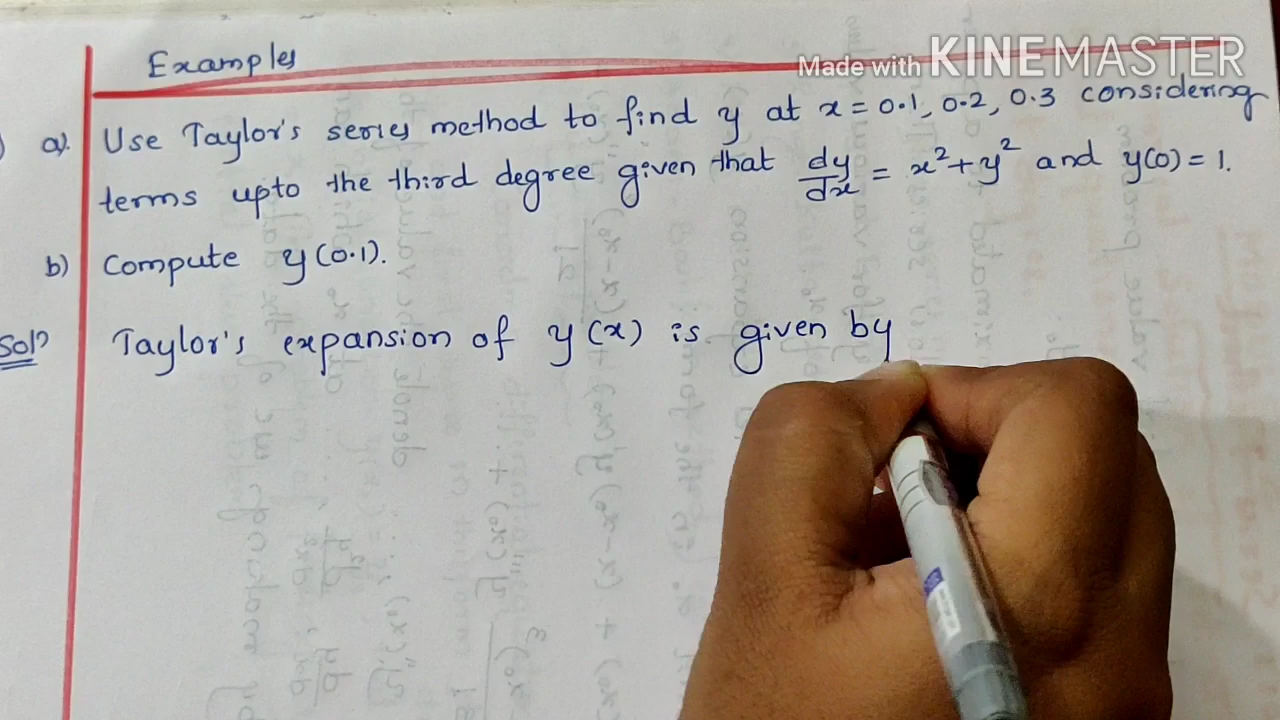 Examples
Made with KINEMASTER
a). Use Taylor's series method to find y at x = 0.1, 0.2, 0.3 considering
terms upto the third degree given that dy/dx = x² + y² and y(0) = 1.
b) Compute y(0.1).
Solⁿ Taylor's expansion of y(x) is given by